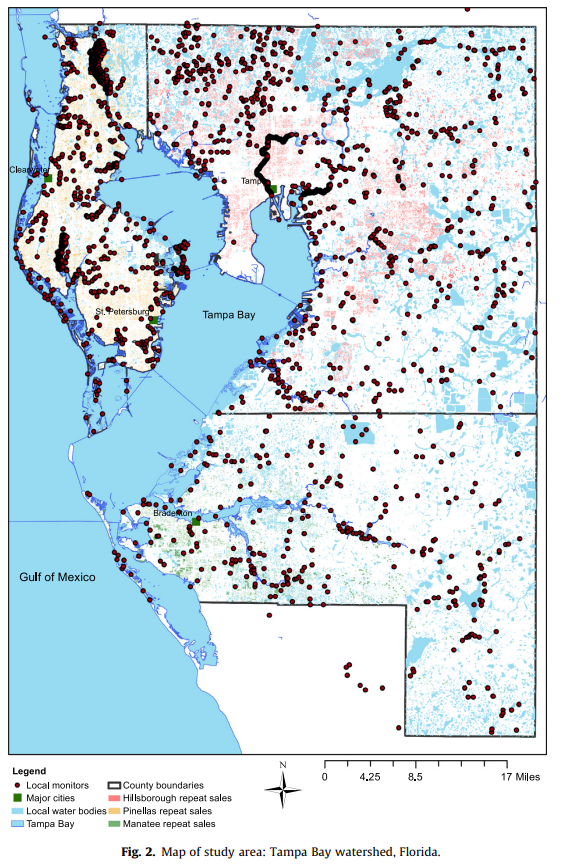 Clearwater
Tampa
St. Petersburg
Tampa Bay
Bradenton
Gulf of Mexico
Legend
Local monitors
Major cities
Local water bodies
Tampa Bay
County boundaries
Hillsborough repeat sales
Pinellas repeat sales
Manatee repeat sales
N
0 4.25 8.5 17 Miles
Fig. 2. Map of study area: Tampa Bay watershed, Florida.